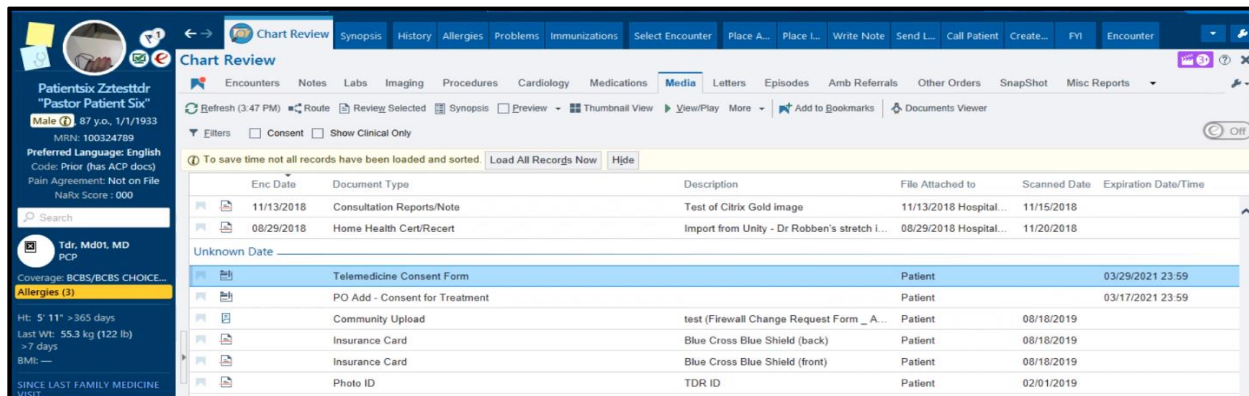 Chart Review Synopsis History Allergies Problems Immunizations Select Encounter Place A... Place I... Write Note Send L... Call Patient Create... FYI Encounter
Chart Review
Encounters Notes Labs Imaging Procedures Cardiology Medications Media Letters Episodes Amb Referrals Other Orders SnapShot Misc Reports
Refresh (3:47 PM) Route Review Selected Synopsis Preview Thumbnail View View/Play More Add to Bookmarks Documents Viewer
Filters Consent Show Clinical Only Off
To save time not all records have been loaded and sorted. Load All Records Now Hide
Enc Date Document Type Description File Attached to Scanned Date Expiration Date/Time
11/13/2018 Consultation Reports/Note Test of Citrix Gold image 11/13/2018 Hospital... 11/15/2018
08/29/2018 Home Health Cert/Recert Import from Unity - Dr Robben's stretch i... 08/29/2018 Hospital... 11/20/2018
Unknown Date
Telemedicine Consent Form Patient 03/29/2021 23:59
PO Add - Consent for Treatment Patient 03/17/2021 23:59
Community Upload test (Firewall Change Request Form _ A... Patient 08/18/2019
Insurance Card Blue Cross Blue Shield (back) Patient 08/18/2019
Insurance Card Blue Cross Blue Shield (front) Patient 08/18/2019
Photo ID TDR ID Patient 02/01/2019
Patientsix Zztesttdr
"Pastor Patient Six"
Male, 87 y.o., 1/1/1933
MRN: 100324789
Preferred Language: English
Code: Prior (has ACP docs)
Pain Agreement: Not on File
NaRx Score : 000
Search
Tdr, Md01, MD
PCP
Coverage: BCBS/BCBS CHOICE...
Allergies (3)
Ht: 5' 11" >365 days
Last Wt: 55.3 kg (122 lb)
>7 days
BMI: —
SINCE LAST FAMILY MEDICINE
VISIT